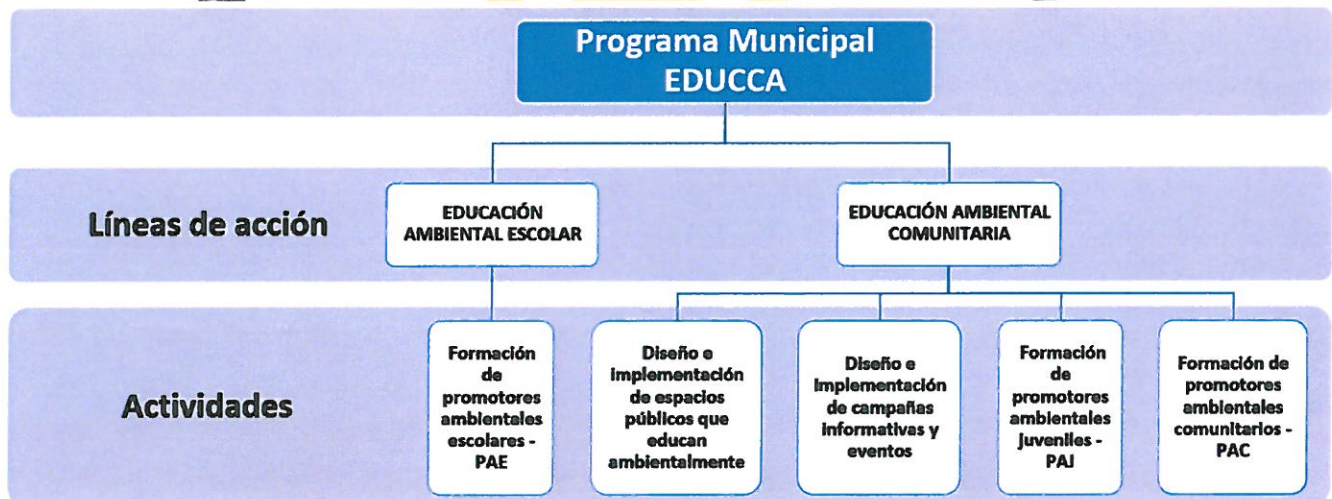 Programa Municipal
EDUCCA
Líneas de acción
EDUCACIÓN
AMBIENTAL ESCOLAR
EDUCACIÓN AMBIENTAL
COMUNITARIA
Actividades
Formación
de
promotores
ambientales
escolares -
PAE
Diseño e
implementación
de espacios
públicos que
educan
ambientalmente
Diseño e
implementación
de campañas
informativas y
eventos
Formación
de
promotores
ambientales
juveniles -
PAJ
Formación de
promotores
ambientales
comunitarios -
PAC